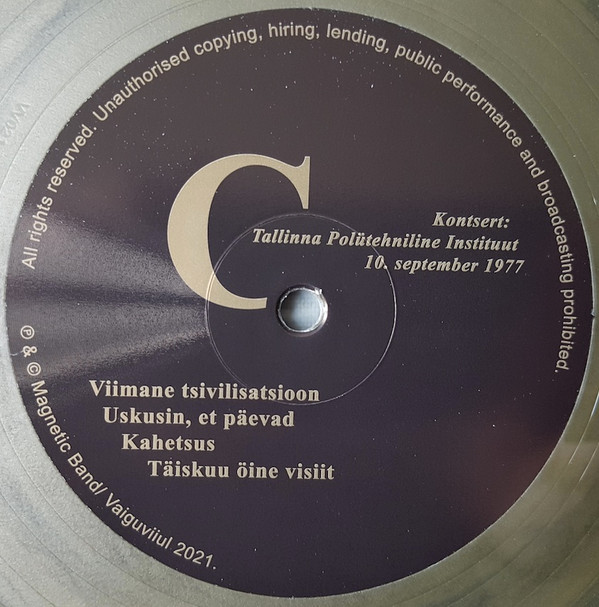 All rights reserved. Unauthorised copying, hiring, lending, public performance and broadcasting prohibited.
C
Kontsert:
Tallinna Polütehniline Instituut
10. september 1977
Viimane tsivilisatsioon
Uskusin, et päevad
Kahetsus
Täiskuu öine visiit
℗ & © Magnetic Band/ Vaiguviiul 2021.